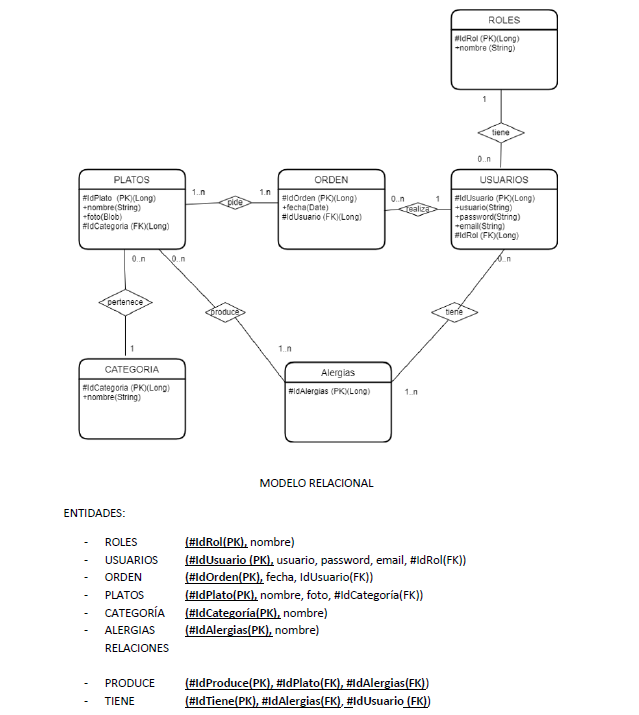 ROLES
#IdRol (PK)(Long)
+nombre (String)
1
tiene
0..n
PLATOS
#IdPlato (PK)(Long)
+nombre(String)
+foto(Blob)
#IdCategoria (FK)(Long)
1..n
pide
1..n
ORDEN
#IdOrden (PK)(Long)
+fecha(Date)
#IdUsuario (FK)(Long)
0..n
realiza
1
USUARIOS
#IdUsuario (PK)(Long)
+usuario(String)
+password(String)
+email(String)
#IdRol (FK)(Long)
0..n
0..n
0..n
pertenece
produce
tiene
1
1..n
1..n
CATEGORIA
#IdCategoria (PK)(Long)
+nombre(String)
Alergias
#IdAlergias (PK)(Long)
MODELO RELACIONAL
ENTIDADES:
- ROLES (#IdRol(PK), nombre)
- USUARIOS (#IdUsuario (PK), usuario, password, email, #IdRol(FK))
- ORDEN (#IdOrden(PK), fecha, IdUsuario(FK))
- PLATOS (#IdPlato(PK), nombre, foto, #IdCategoría(FK))
- CATEGORÍA (#IdCategoría(PK), nombre)
- ALERGIAS (#IdAlergias(PK), nombre)
RELACIONES
- PRODUCE (#IdProduce(PK), #IdPlato(FK), #IdAlergias(FK))
- TIENE (#IdTiene(PK), #IdAlergias(FK), #IdUsuario (FK))